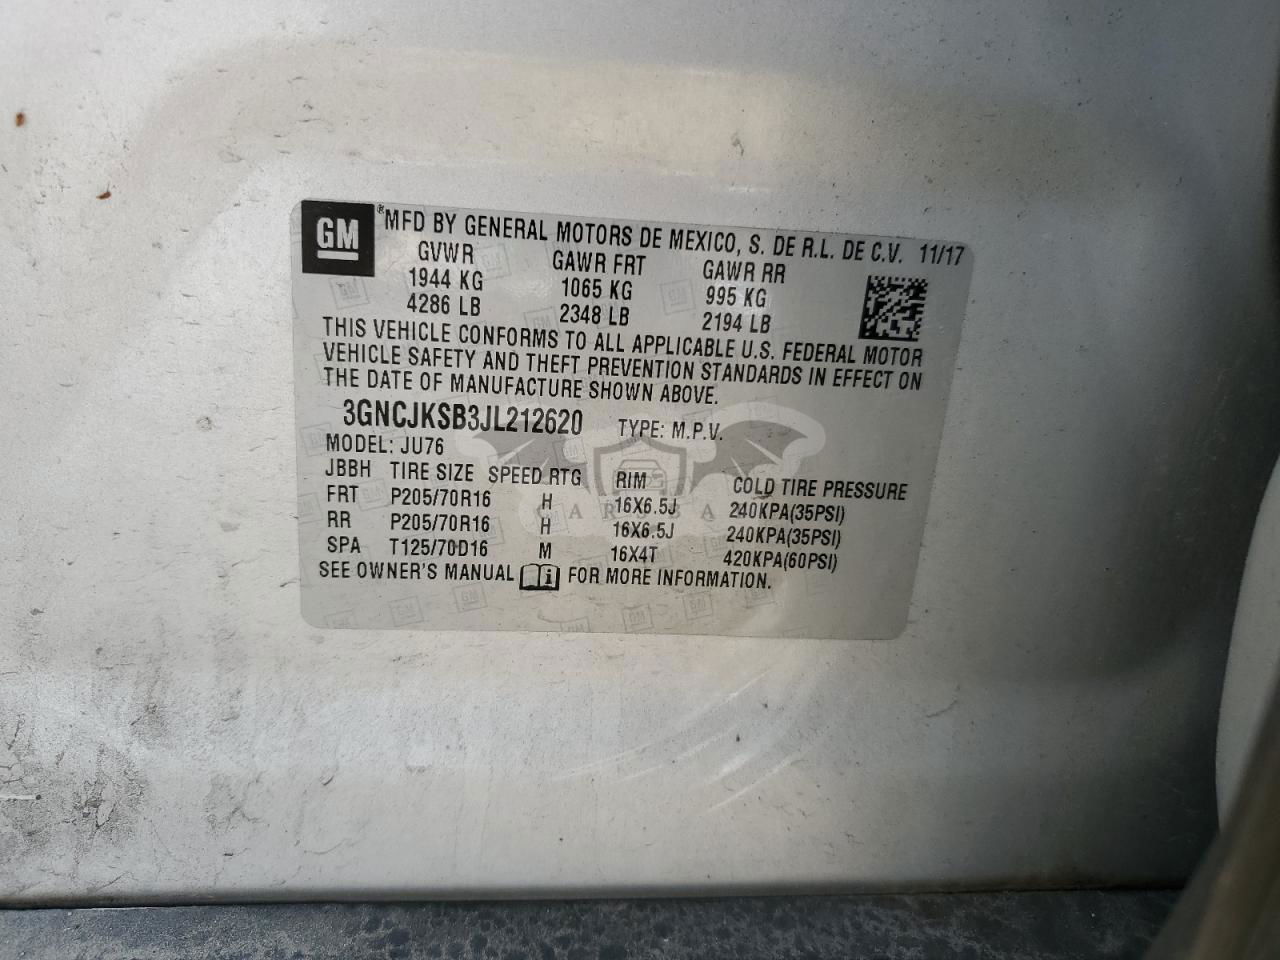 GM ® MFD BY GENERAL MOTORS DE MEXICO, S. DE R.L. DE C.V. 11/17
GVWR GAWR FRT GAWR RR
1944 KG 1065 KG 995 KG
4286 LB 2348 LB 2194 LB
THIS VEHICLE CONFORMS TO ALL APPLICABLE U.S. FEDERAL MOTOR
VEHICLE SAFETY AND THEFT PREVENTION STANDARDS IN EFFECT ON
THE DATE OF MANUFACTURE SHOWN ABOVE.
3GNCJKSB3JL212620 TYPE: M.P.V.
MODEL: JU76
JBBH TIRE SIZE SPEED RTG RIM COLD TIRE PRESSURE
FRT P205/70R16 H 16X6.5J 240KPA(35PSI)
RR P205/70R16 H 16X6.5J 240KPA(35PSI)
SPA T125/70D16 M 16X4T 420KPA(60PSI)
SEE OWNER'S MANUAL i FOR MORE INFORMATION.